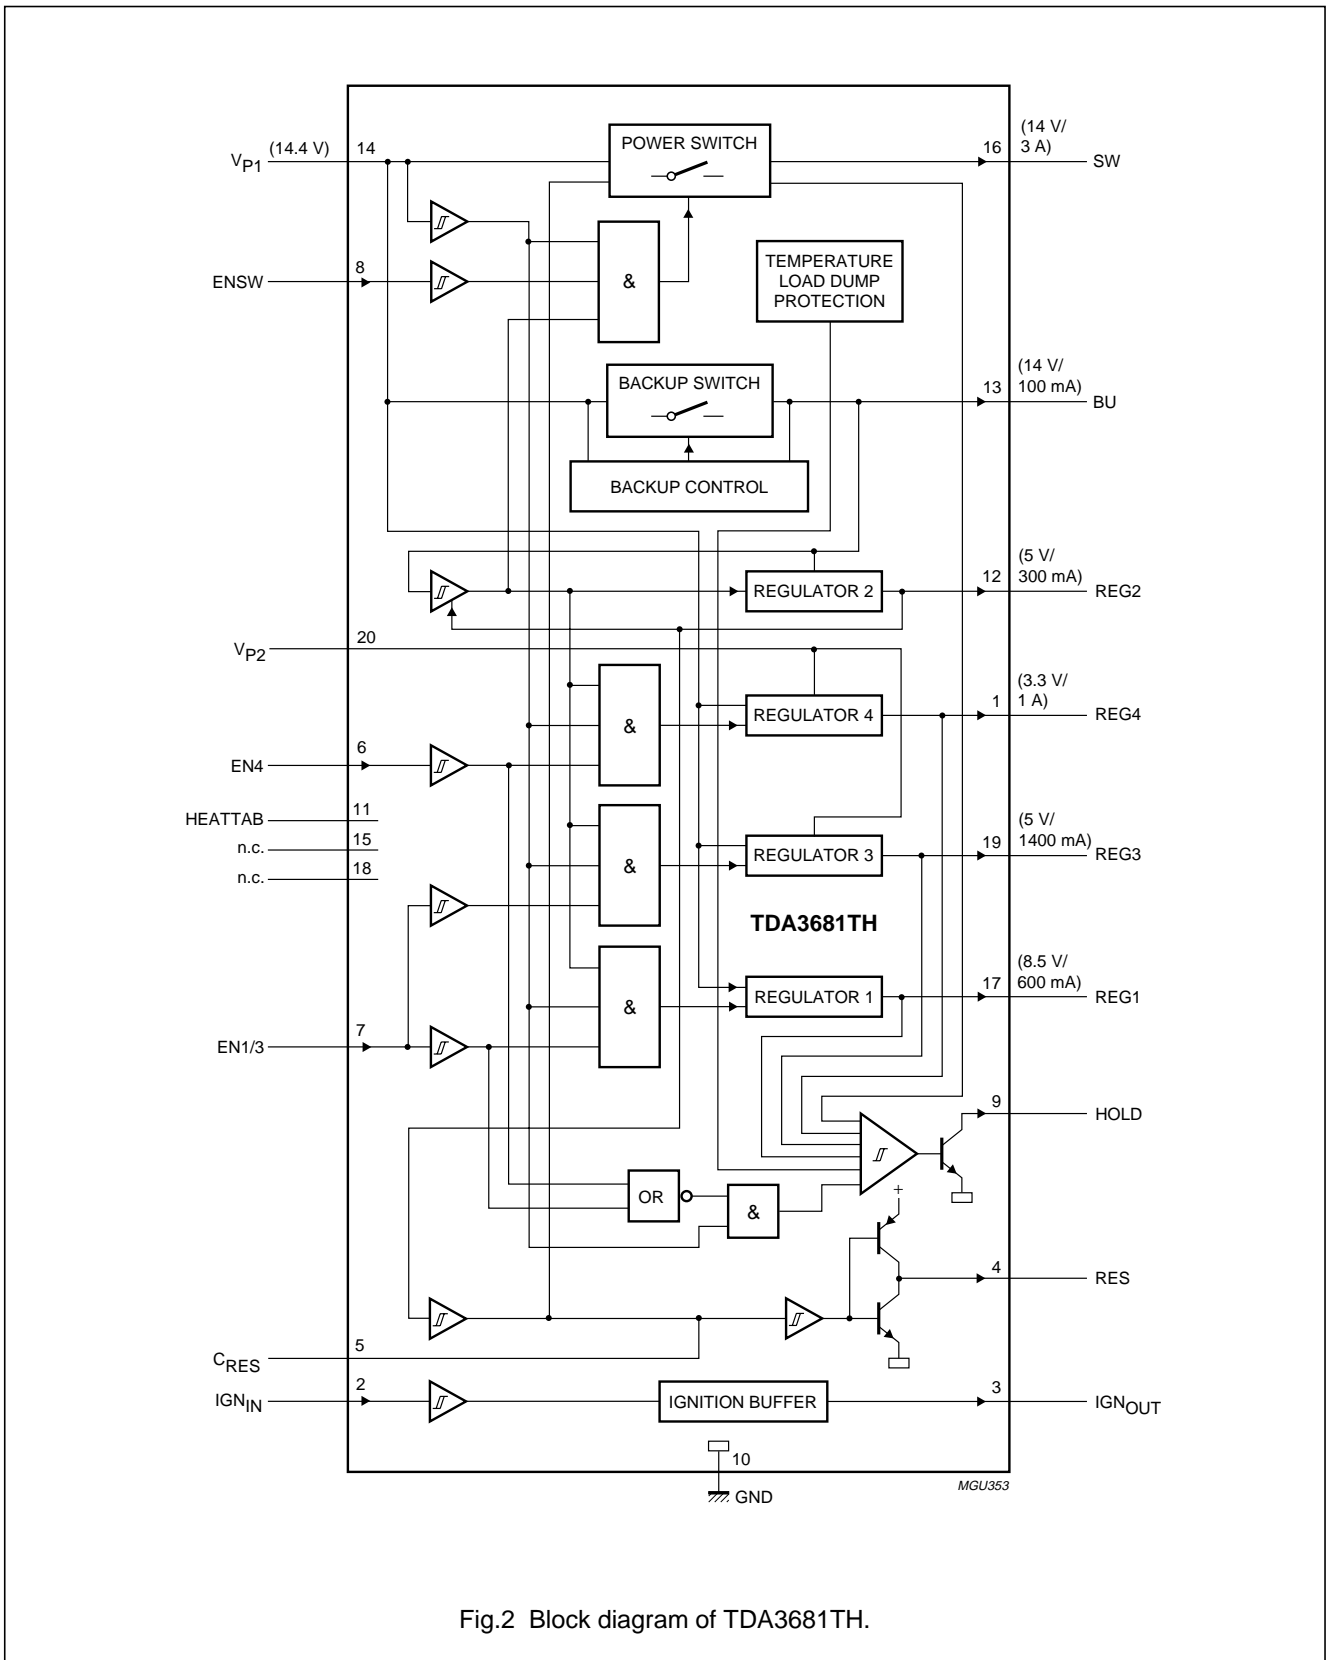 (14 V/
3 A)
VP1 (14.4 V) 14
POWER SWITCH
16
SW
ENSW 8
&
TEMPERATURE
LOAD DUMP
PROTECTION
BACKUP SWITCH
(14 V/
100 mA)
13
BU
BACKUP CONTROL
(5 V/
300 mA)
12
REG2
REGULATOR 2
VP2 20
&
REGULATOR 4
(3.3 V/
1 A)
1
REG4
EN4 6
HEATTAB 11
n.c. 15
n.c. 18
&
REGULATOR 3
(5 V/
1400 mA)
19
REG3
TDA3681TH
&
REGULATOR 1
(8.5 V/
600 mA)
17
REG1
EN1/3 7
9
HOLD
OR
&
+
4
RES
CRES 5
IGNIN 2
IGNITION BUFFER
3
IGNOUT
10
GND
MGU353
Fig.2 Block diagram of TDA3681TH.